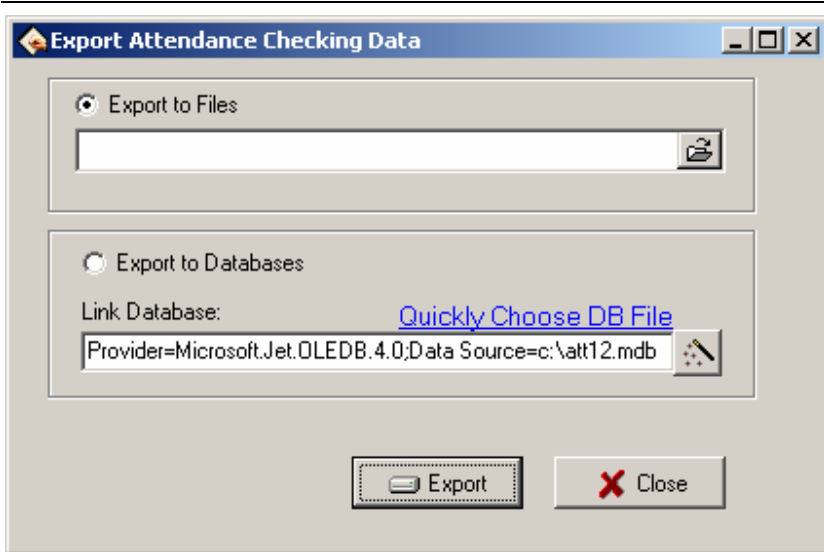 Export Attendance Checking Data
Export to Files
Export to Databases
Link Database:
Quickly Choose DB File
Provider=Microsoft.Jet.OLEDB.4.0;Data Source=c:\att12.mdb
Export
Close